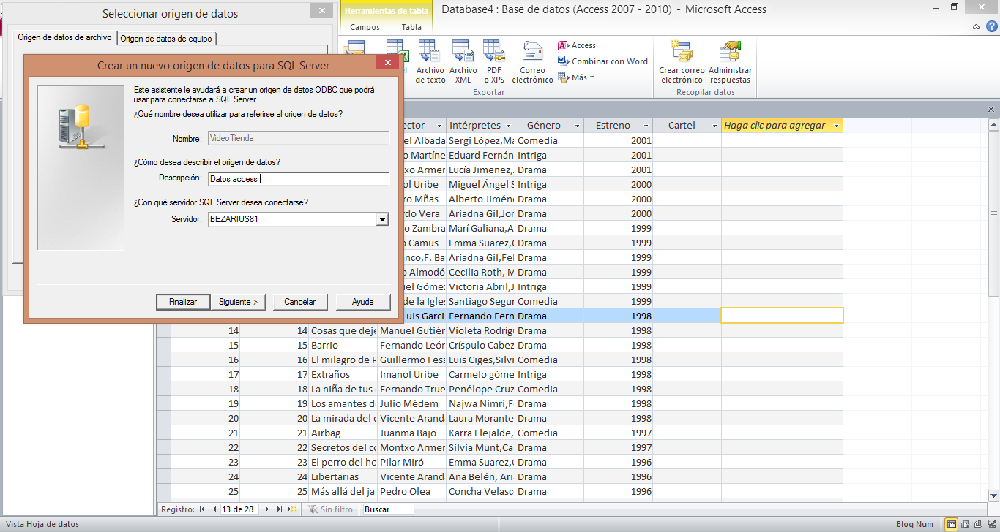 Seleccionar origen de datos
Herramientas de tabla
Database4 : Base de datos (Access 2007 - 2010) - Microsoft Access
Campos
Tabla
Origen de datos de archivo
Origen de datos de equipo
Archivo de texto
Archivo XML
PDF o XPS
Correo electrónico
Access
Combinar con Word
Más
Exportar
Crear correo electrónico
Administrar respuestas
Recopilar datos
Crear un nuevo origen de datos para SQL Server
Este asistente le ayudará a crear un origen de datos ODBC que podrá
usar para conectarse a SQL Server.
¿Qué nombre desea utilizar para referirse al origen de datos?
Nombre: VideoTienda
¿Cómo desea describir el origen de datos?
Descripción: Datos access
¿Con qué servidor SQL Server desea conectarse?
Servidor: BEZARIUS81
Finalizar
Siguiente >
Cancelar
Ayuda
ector Intérpretes Género Estreno Cartel Haga clic para agregar
el Albada Sergi López,Ma Comedia 2001
o Martíne Eduard Fernán Intriga 2001
xo Armer Lucía Jimenez, Drama 2001
ol Uribe Miguel Ángel S Intriga 2000
ro Mñas Alberto Jiméne Drama 2000
rdo Vera Ariadna Gil,Jor Drama 2000
o Zambra Marí Galiana,A Drama 1999
o Camus Emma Suarez,C Drama 1999
nco,F. Ba Ariadna Gil,Fel Drama 1999
o Almodó Cecilia Roth, M Drama 1999
uel Gómez Victoria Abril,J Intriga 1999
de la Igles Santiago Segur Comedia 1999
Luis Garci Fernando Fern Drama 1998
14 14 Cosas que dejé Manuel Gutiér Violeta Rodríg Drama 1998
15 15 Barrio Fernando León Críspulo Cabez Drama 1998
16 16 El milagro de P Guillermo Fess Luis Ciges,Silvi Comedia 1998
17 17 Extraños Imanol Uribe Carmelo góme Intriga 1998
18 18 La niña de tus Fernando True Penélope Cruz Comedia 1998
19 19 Los amantes de Julio Médem Najwa Nimri,F Drama 1998
20 20 La mirada del o Vicente Arand Laura Morante Drama 1998
21 21 Airbag Juanma Bajo Karra Elejalde, Comedia 1997
22 22 Secretos del co Montxo Armer Silvia Munt,Ca Drama 1997
23 23 El perro del ho Pilar Miró Emma Suarez,C Drama 1996
24 24 Libertarias Vicente Arand Ana Belén, Aria Drama 1996
25 25 Más allá del jar Pedro Olea Concha Velasc Drama 1996
Registro: 13 de 28 Sin filtro Buscar
Vista Hoja de datos
Bloq Num